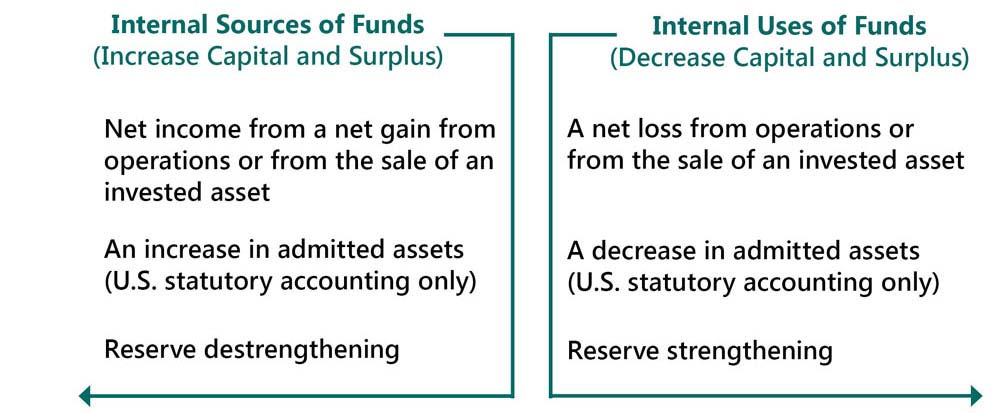 Internal Sources of Funds
(Increase Capital and Surplus)
Net income from a net gain from
operations or from the sale of an
invested asset
An increase in admitted assets
(U.S. statutory accounting only)
Reserve destrengthening
Internal Uses of Funds
(Decrease Capital and Surplus)
A net loss from operations or
from the sale of an invested asset
A decrease in admitted assets
(U.S. statutory accounting only)
Reserve strengthening